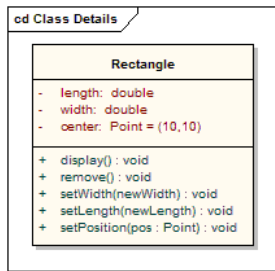 cd Class Details
Rectangle
- length: double
- width: double
- center: Point = (10,10)
+ display() : void
+ remove() : void
+ setWidth(newWidth) : void
+ setLength(newLength) : void
+ setPosition(pos : Point) : void